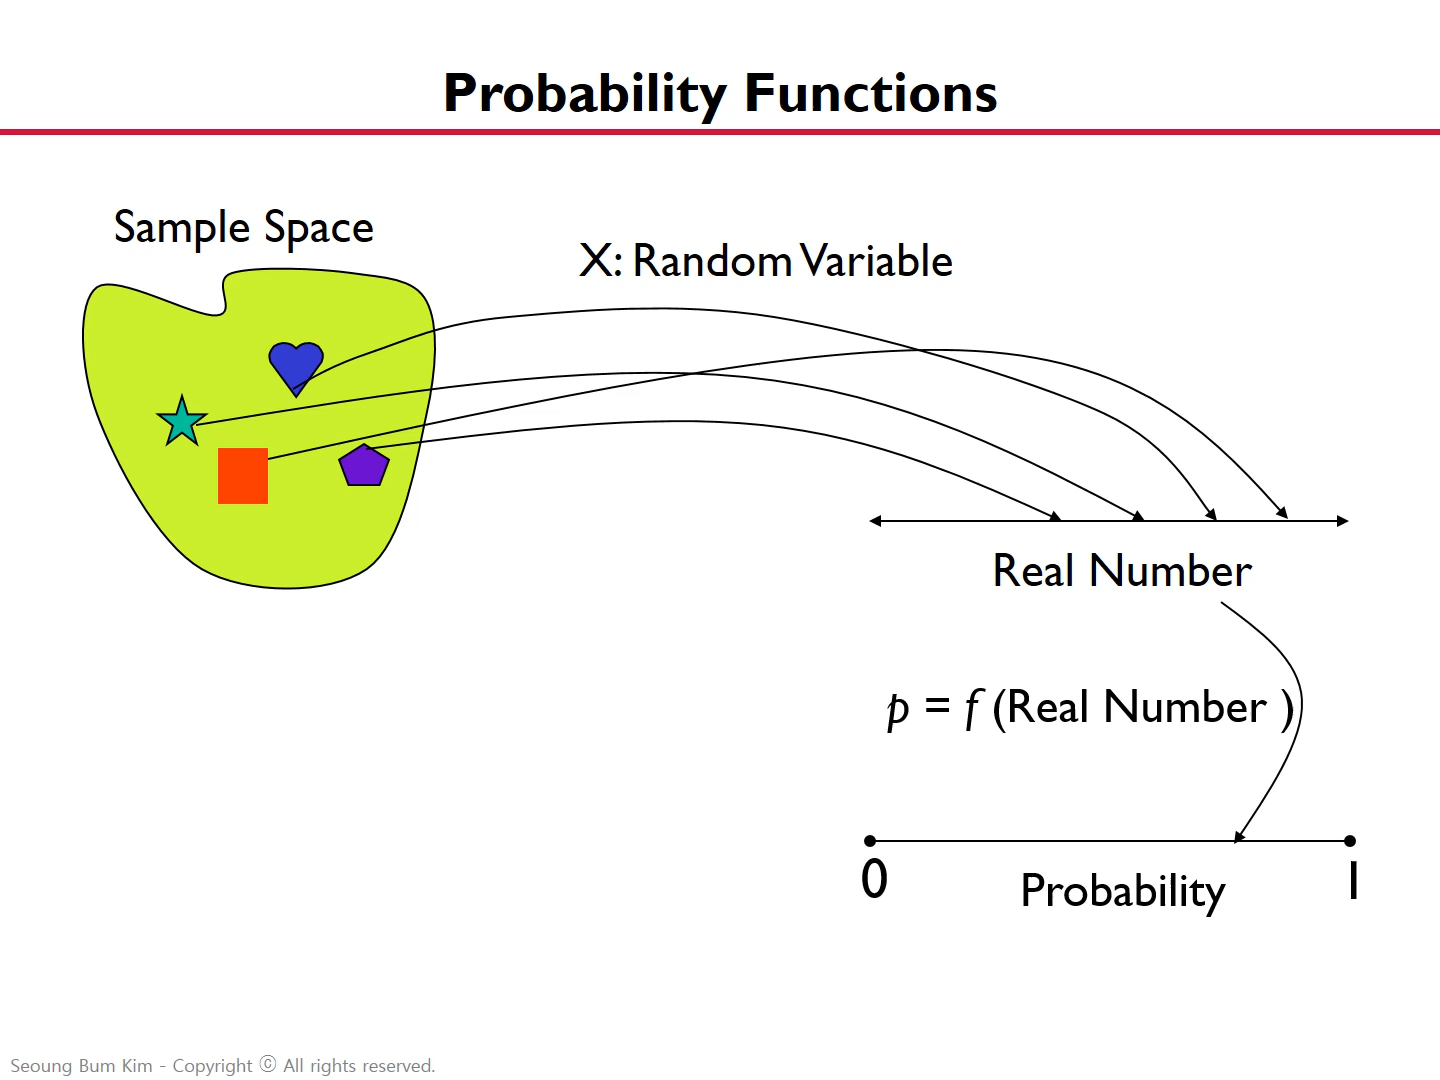 Probability Functions
Sample Space
X: Random Variable
Real Number
p = f (Real Number )
0
1
Probability
Seoung Bum Kim - Copyright ⓒ All rights reserved.